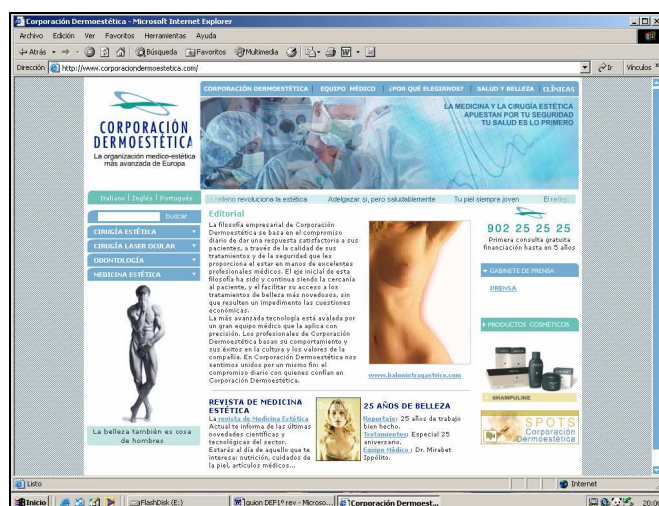 Corporación Dermoestética - Microsoft Internet Explorer
Archivo Edición Ver Favoritos Herramientas Ayuda
Atrás Búsqueda Favoritos Multimedia
Dirección http://www.corporaciondermoestetica.com/ Ir Vínculos
CORPORACIÓN DERMOESTÉTICA | EQUIPO MÉDICO | ¿POR QUÉ ELEGIRNOS? | SALUD Y BELLEZA | CLÍNICAS
LA MEDICINA Y LA CIRUGÍA ESTÉTICA
APUESTAN POR TU SEGURIDAD
TU SALUD ES LO PRIMERO
CORPORACIÓN
DERMOESTÉTICA
La organización medico-estética
más avanzada de Europa
Italiano | Inglés | Portugués
relleno revoluciona la estética Adelgazar si, pero saludablemente Tu piel siempre joven
buscar
CIRUGÍA ESTÉTICA
CIRUGÍA LASER OCULAR
ODONTOLOGÍA
MEDICINA ESTÉTICA
La belleza también es cosa
de hombres
Editorial
La filosofía empresarial de Corporación
Dermoestética se basa en el compromiso
diario de dar una respuesta satisfactoria a sus
pacientes, a través de la calidad de sus
tratamientos y de la seguridad que les
proporciona el estar en manos de excelentes
profesionales médicos. El eje inicial de esta
filosofía ha sido y continua siendo la cercanía
al paciente, y el facilitar su acceso a los
tratamientos de belleza más novedosos, sin
que resulten un impedimento las cuestiones
económicas.
La más avanzada tecnología está avalada por
un gran equipo médico que la aplica con
precisión. Los profesionales de Corporación
Dermoestética basan su comportamiento y
sus éxitos en la cultura y los valores de la
compañía. En Corporación Dermoestética nos
sentimos unidos por un mismo fin: el
compromiso diario con quienes confían en
Corporación Dermoestética.
www.balonintragastrico.com
REVISTA DE MEDICINA
ESTÉTICA
La revista de Medicina Estética
Actual te informa de las últimas
novedades científicas y
tecnológicas del sector.
Estarás al día de aquello que te
interesa: nutrición, cuidados de
la piel, artículos médicos...
25 AÑOS DE BELLEZA
Reportaje: 25 años de trabajo
bien hecho.
Tratamientos: Especial 25
aniversario.
Equipo Médico : Dr. Mirabet
Ippólito.
902 25 25 25
Primera consulta gratuita
financiación hasta en 5 años
GABINETE DE PRENSA
PRENSA
PRODUCTOS COSMÉTICOS
SHAMPULINE
SPOTS
Corporación
Dermoestética
Listo Internet
Inicio FlashDisk (E:) guion DEF1º rev - Microso... Corporación Dermoest... 20:06